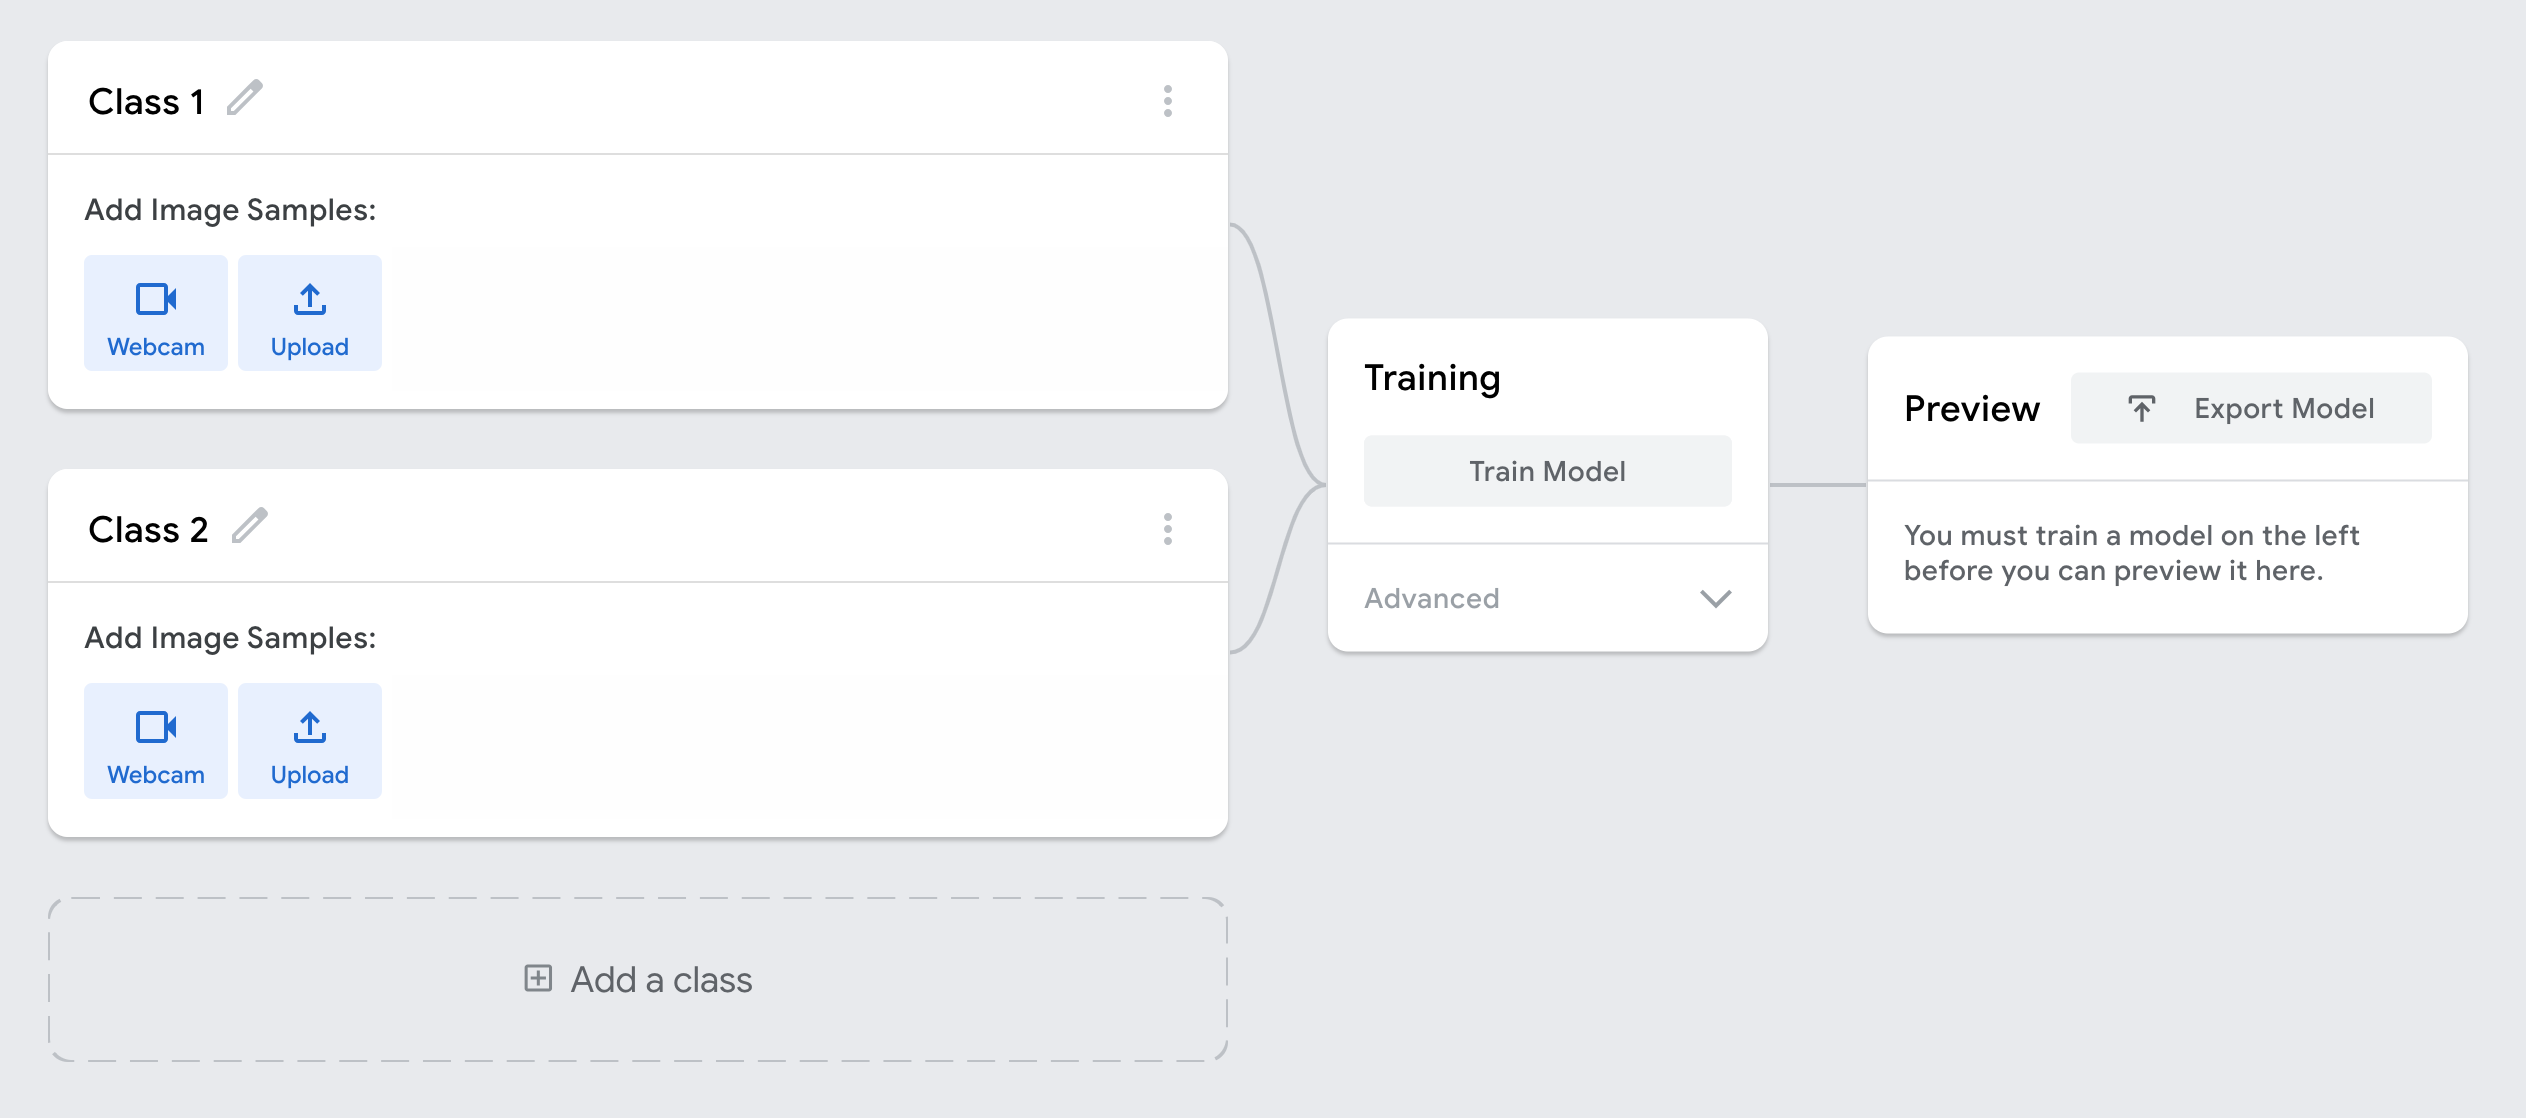 Class 1
Add Image Samples:
Webcam
Upload
Class 2
Add Image Samples:
Webcam
Upload
Add a class
Training
Train Model
Advanced
Preview
Export Model
You must train a model on the left
before you can preview it here.